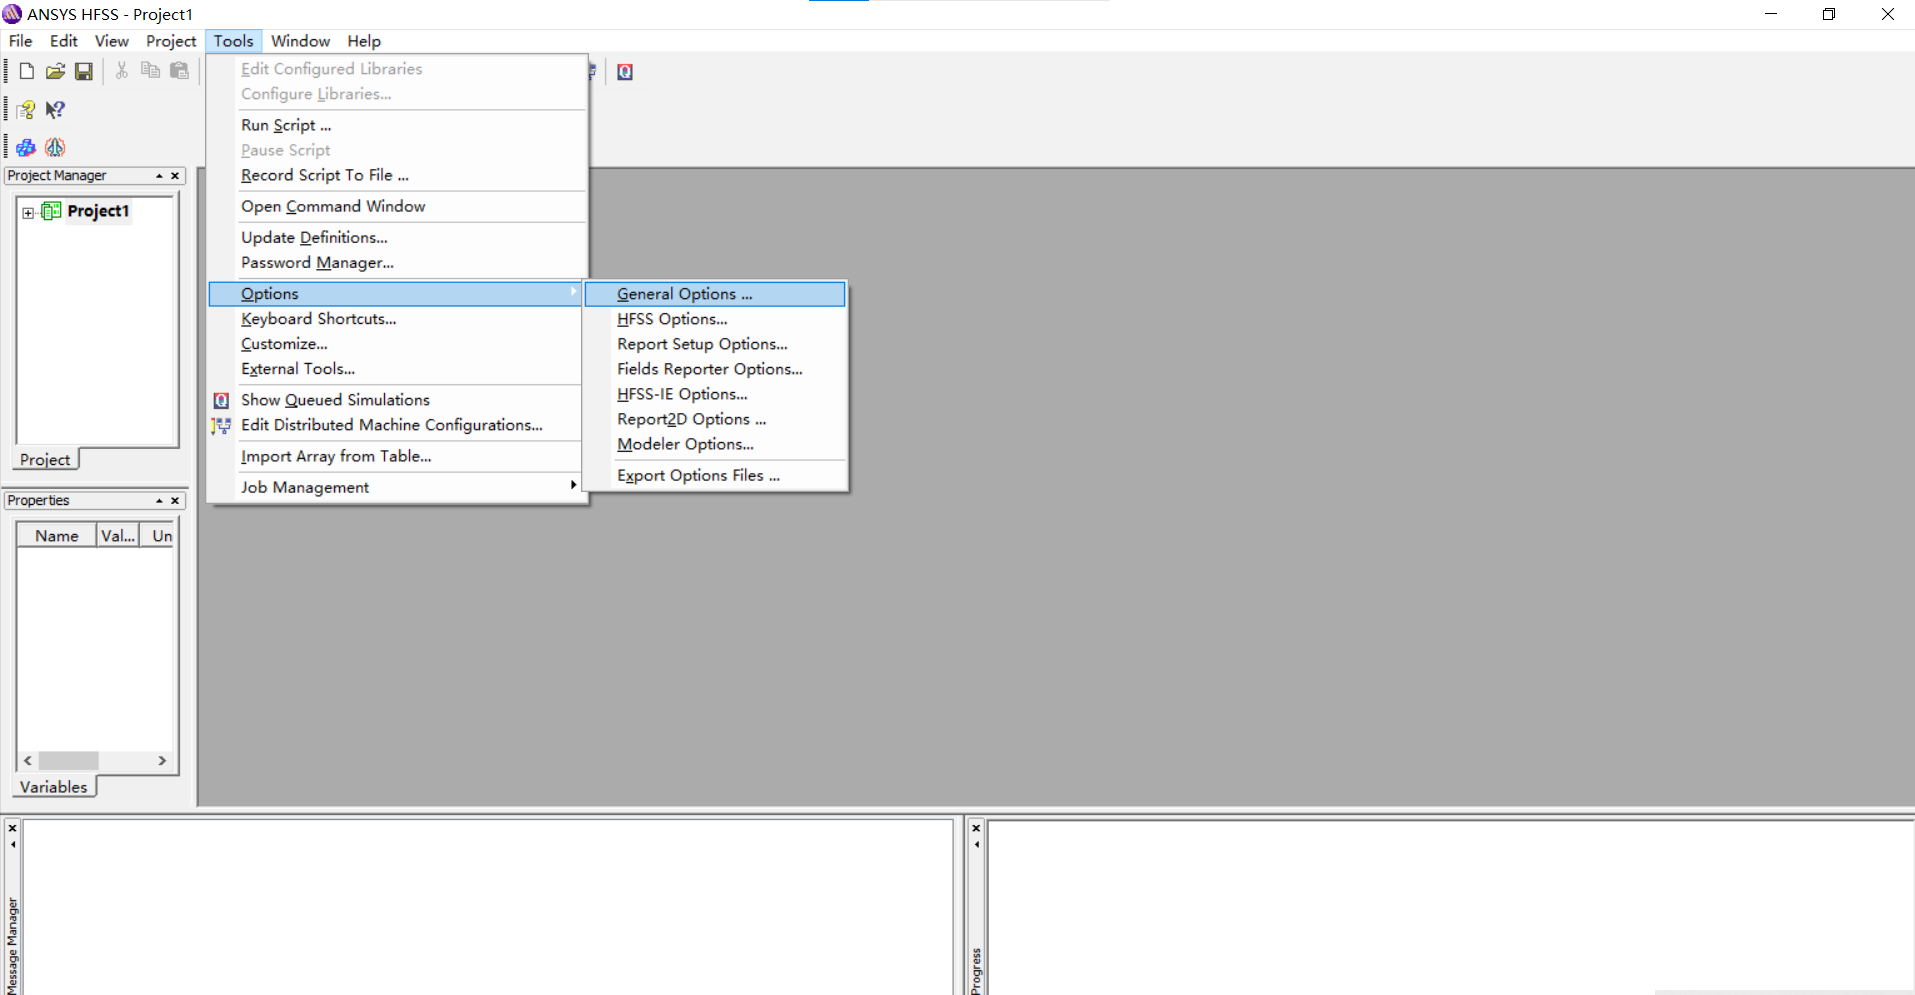 ANSYS HFSS - Project1
File Edit View Project Tools Window Help
Edit Configured Libraries
Configure Libraries...
Run Script ...
Pause Script
Record Script To File ...
Open Command Window
Update Definitions...
Password Manager...
Options
Keyboard Shortcuts...
Customize...
External Tools...
Show Queued Simulations
Edit Distributed Machine Configurations...
Import Array from Table...
Job Management
General Options ...
HFSS Options...
Report Setup Options...
Fields Reporter Options...
HFSS-IE Options...
Report2D Options ...
Modeler Options...
Export Options Files ...
Project Manager
Project1
Project
Properties
Name Val... Un
Variables
Message Manager
Progress